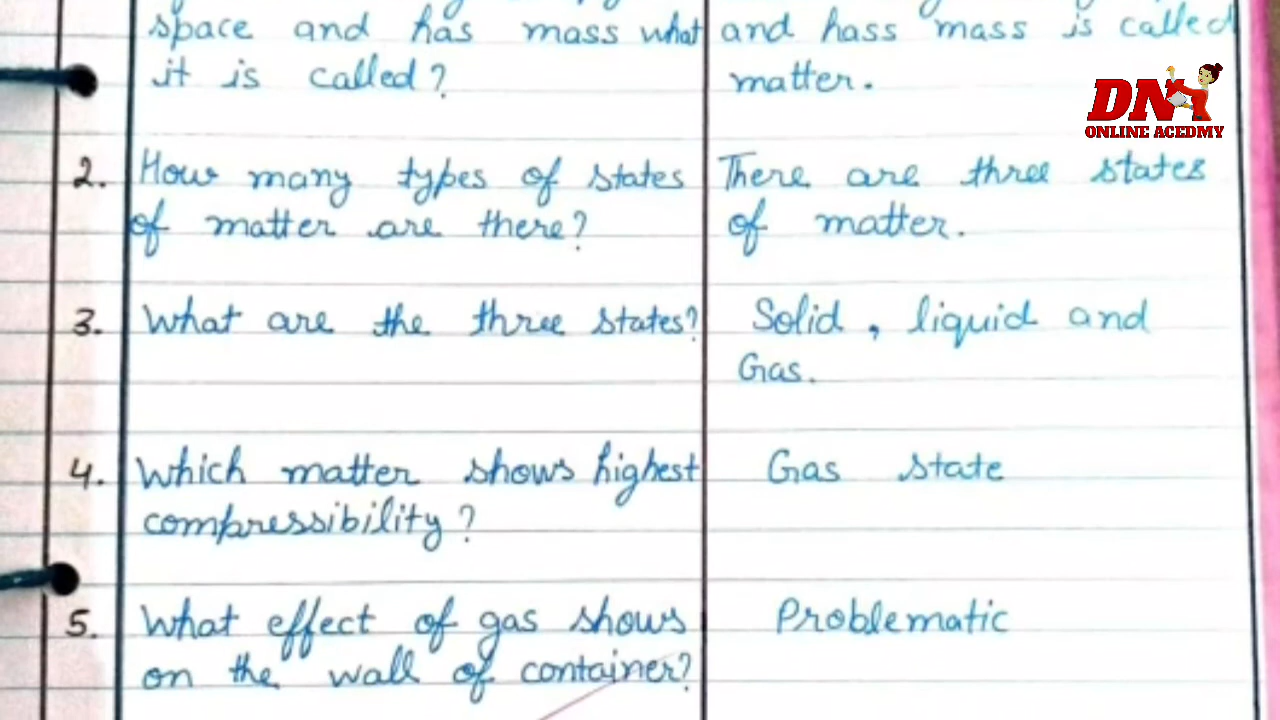 space and has mass what
it is called?
and hass mass is called
matter.
DN
ONLINE ACEDMY
2. How many types of states
of matter are there?
There are three states
of matter.
3. What are the three states?
Solid, liquid and
Gas.
4. Which matter shows highest
compressibility?
Gas state
5. What effect of gas shows
on the wall of container?
Problematic